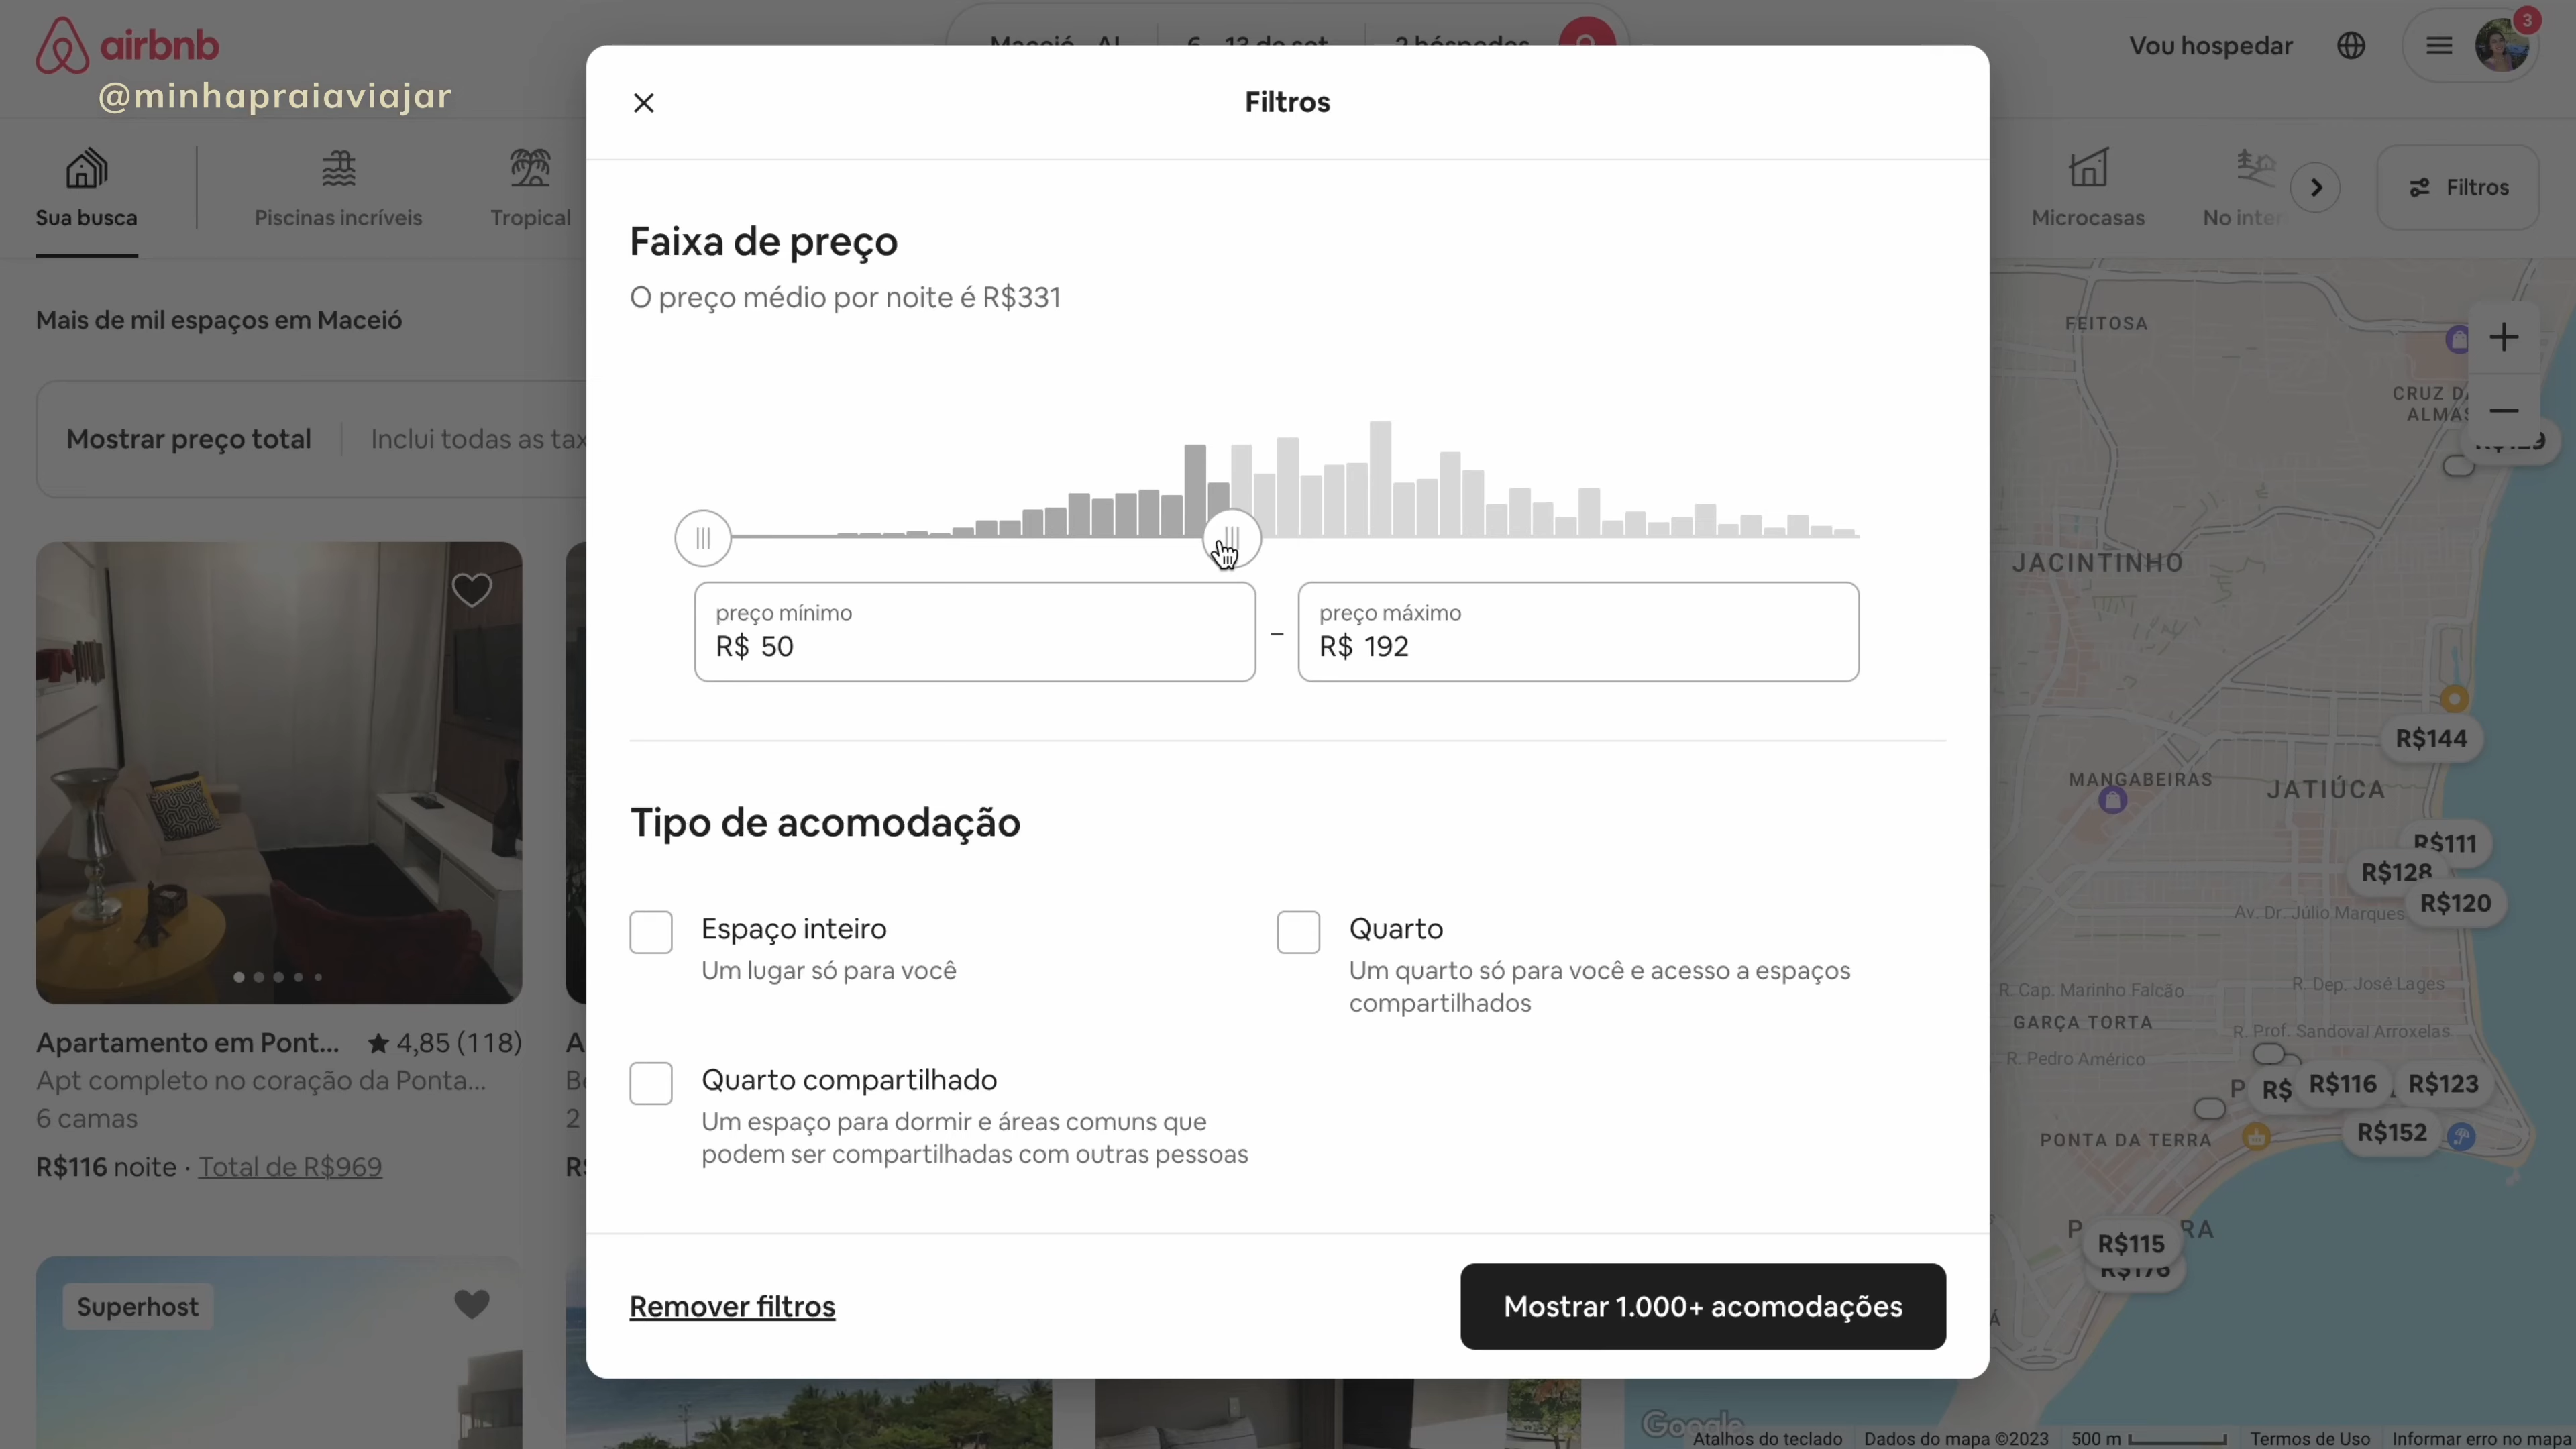 airbnb
@minhapraiaviajar
Vou hospedar
3
Sua busca
Piscinas incríveis
Tropical
Microcasas
Filtros
Mais de mil espaços em Maceió
Mostrar preço total
Inclui todas as
Apartamento em Pont... ★ 4,85 (118)
Apt completo no coração da Ponta...
6 camas
R$116 noite · Total de R$969
Superhost
Filtros
Faixa de preço
O preço médio por noite é R$331
preço mínimo
R$ 50
–
preço máximo
R$ 192
Tipo de acomodação
Espaço inteiro
Um lugar só para você
Quarto
Um quarto só para você e acesso a espaços
compartilhados
Quarto compartilhado
Um espaço para dormir e áreas comuns que
podem ser compartilhadas com outras pessoas
Remover filtros
Mostrar 1.000+ acomodações
FEITOSA
JACINTINHO
R$144
MANGABEIRAS
JATIÚCA
R$111
R$128
R$120
Av. Dr. Júlio Marques
R. Cap. Marinho Falcão
R. Dep. José Lages
GARÇA TORTA
R. Prof. Sandoval Arroxelas
R. Pedro Américo
R$
R$116
R$123
PONTA DA TERRA
R$152
R$115
R$176
Google
Atalhos do teclado
Dados do mapa ©2023
500 m
Termos de Uso
Informar erro no mapa